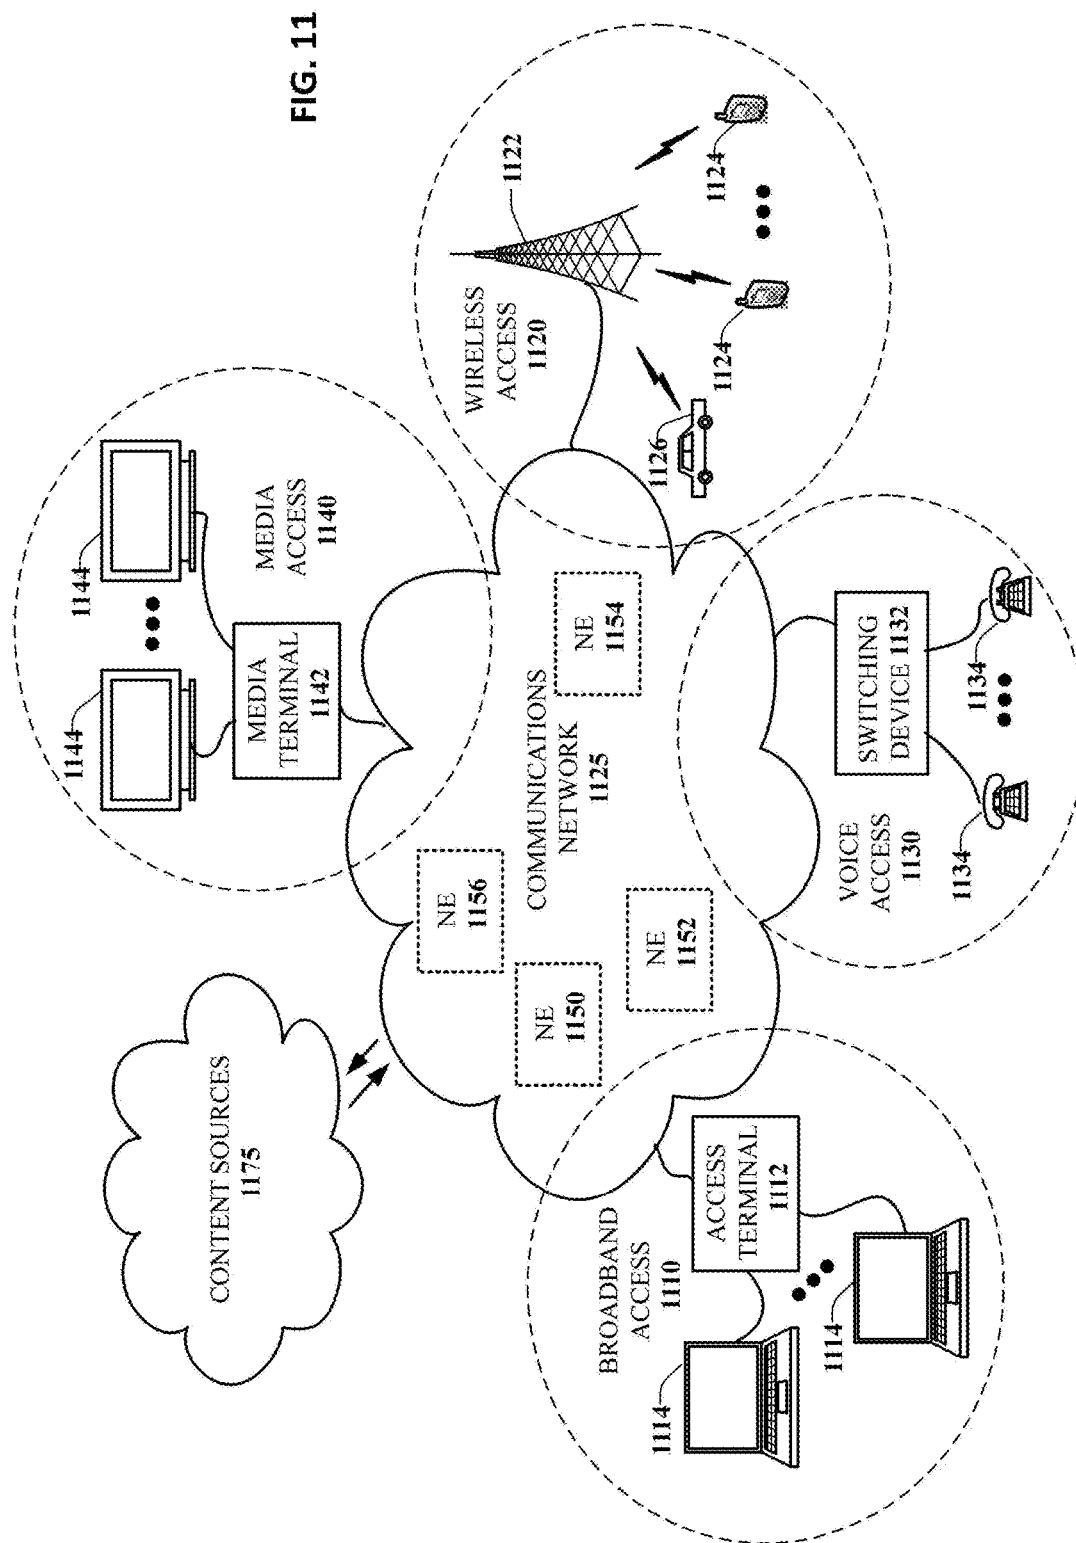 FIG. 11
CONTENT SOURCES
1175
1144
1144
MEDIA
TERMINAL
1142
MEDIA
ACCESS
1140
NE
1156
NE
1150
NE
1152
COMMUNICATIONS
NETWORK
1125
NE
1154
WIRELESS
ACCESS
1120
1122
1126
1124
1124
BROADBAND
ACCESS
1110
ACCESS
TERMINAL
1112
1114
1114
VOICE
ACCESS
1130
SWITCHING
DEVICE 1132
1134
1134